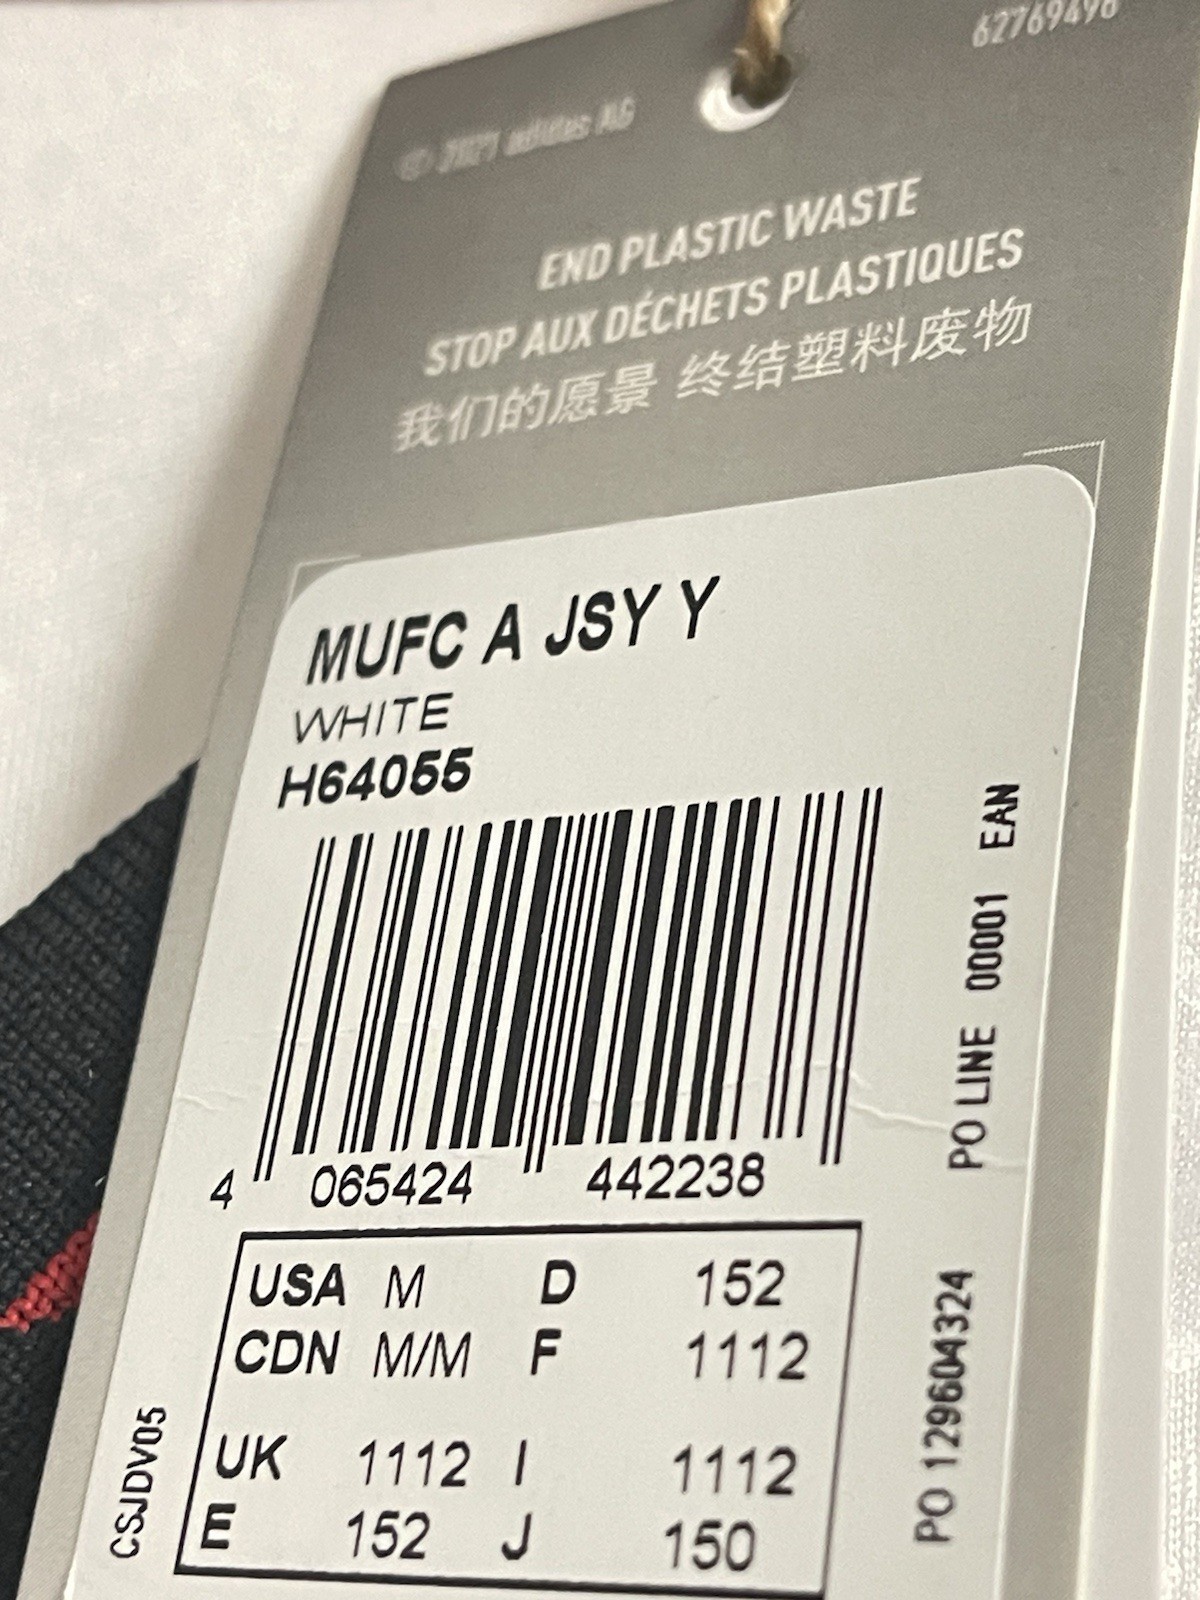 62769496
© 2021 adidas AG
END PLASTIC WASTE
STOP AUX DÉCHETS PLASTIQUES
我们的愿景 终结塑料废物
MUFC A JSY Y
WHITE
H64055
4 065424 442238
PO 129604324 PO LINE 00001 EAN
USA M D 152
CDN M/M F 1112
UK 1112 I 1112
E 152 J 150
CSJDV05